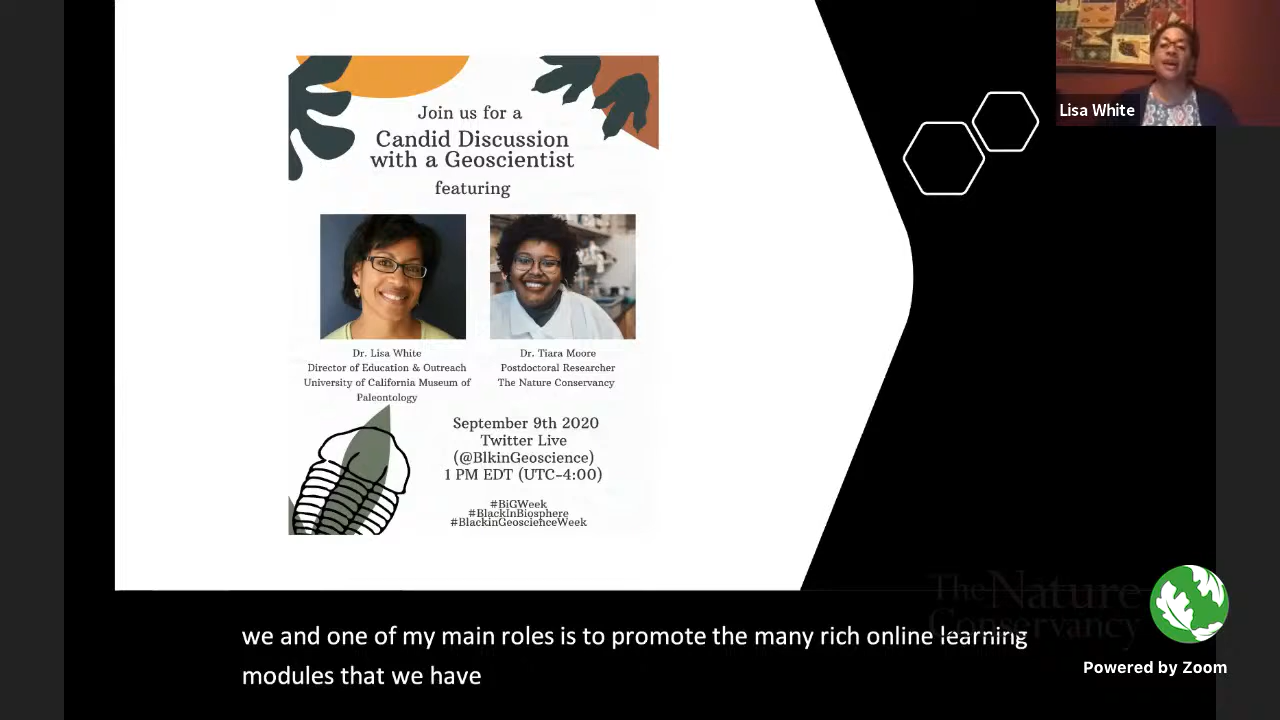 Join us for a
Candid Discussion
with a Geoscientist
featuring
Dr. Lisa White
Director of Education & Outreach
University of California Museum of
Paleontology
Dr. Tiara Moore
Postdoctoral Researcher
The Nature Conservancy
September 9th 2020
Twitter Live
(@BlkinGeoscience)
1 PM EDT (UTC-4:00)
#BiGWeek
#BlackInBiosphere
#BlackinGeoscienceWeek
Lisa White
The Nature
Conservancy
Powered by Zoom
we and one of my main roles is to promote the many rich online learning
modules that we have